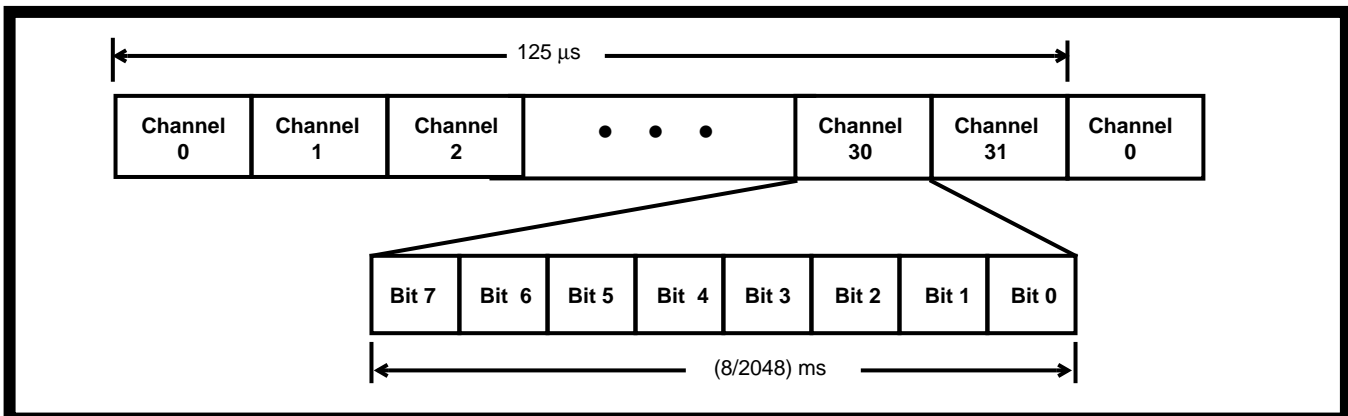 125 μs
Channel 0 Channel 1 Channel 2 • • • Channel 30 Channel 31 Channel 0
Bit 7 Bit 6 Bit 5 Bit 4 Bit 3 Bit 2 Bit 1 Bit 0
(8/2048) ms